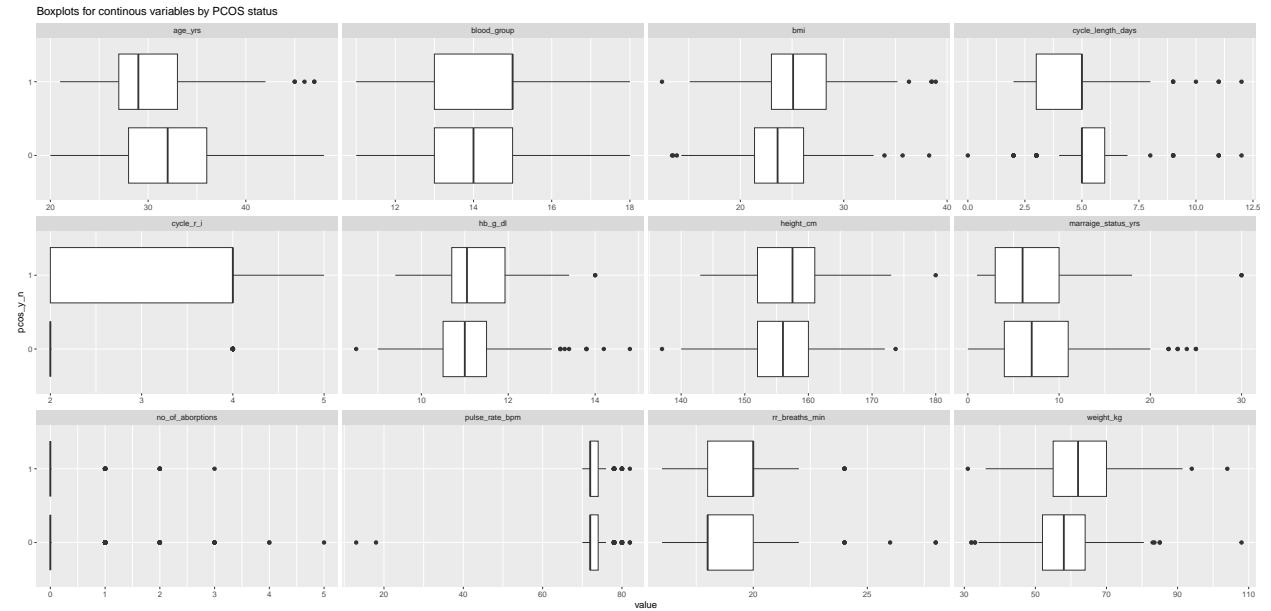 Boxplots for continous variables by PCOS status
age_yrs blood_group bmi cycle_length_days
1
0
20 30 40 12 14 16 18 20 30 40 0.0 2.5 5.0 7.5 10.0 12.5
cycle_r_i hb_g_dl height_cm marraige_status_yrs
1
pcos_y_n
0
2 3 4 5 10 12 14 140 150 160 170 180 0 10 20 30
no_of_aborptions pulse_rate_bpm rr_breaths_min weight_kg
1
0
0 1 2 3 4 5 20 40 60 80 20 25 30 50 70 90 110
value